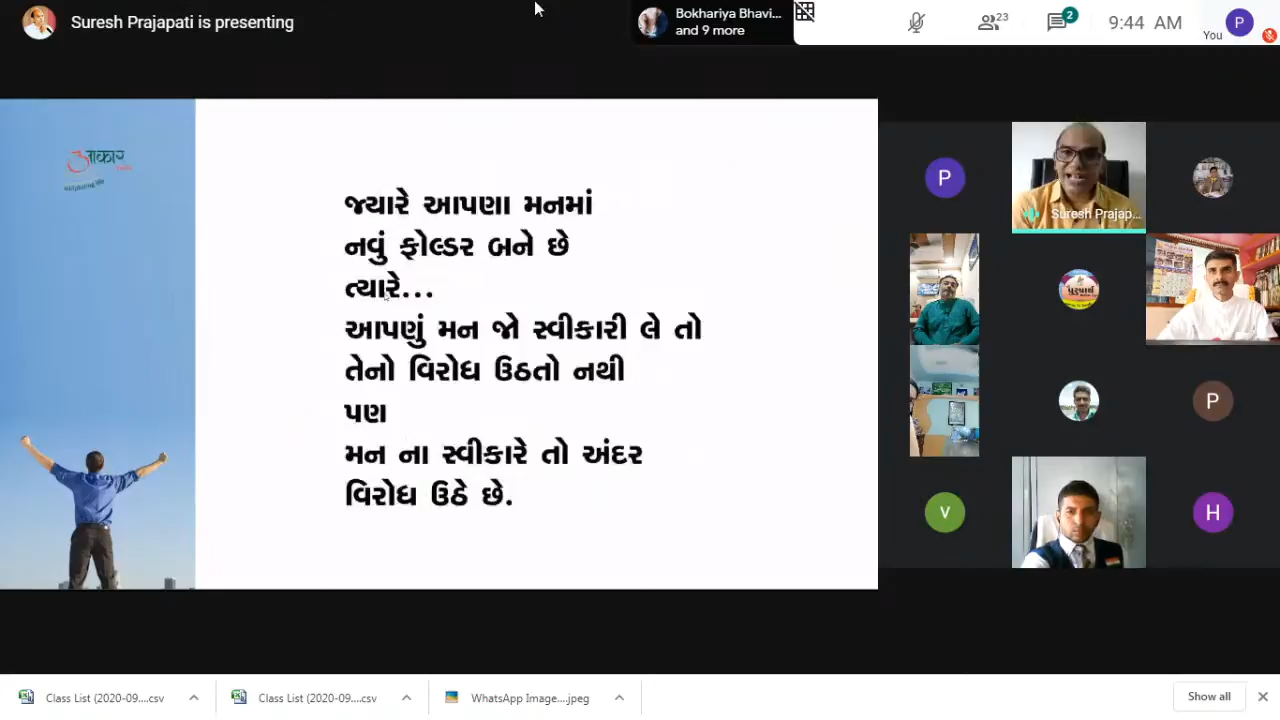 Suresh Prajapati is presenting
Bokhariya Bhavi...
and 9 more
23
2
9:44 AM
You
P
આકાર
જ્યારે આપણા મનમાં
નવું ફોલ્ડર બને છે
ત્યારે...
આપણું મન જો સ્વીકારી લે તો
તેનો વિરોધ ઉઠતો નથી
પણ
મન ના સ્વીકારે તો અંદર
વિરોધ ઉઠે છે.
P
Suresh Prajap...
P
V
H
Class List (2020-09....csv
Class List (2020-09....csv
WhatsApp Image....jpeg
Show all